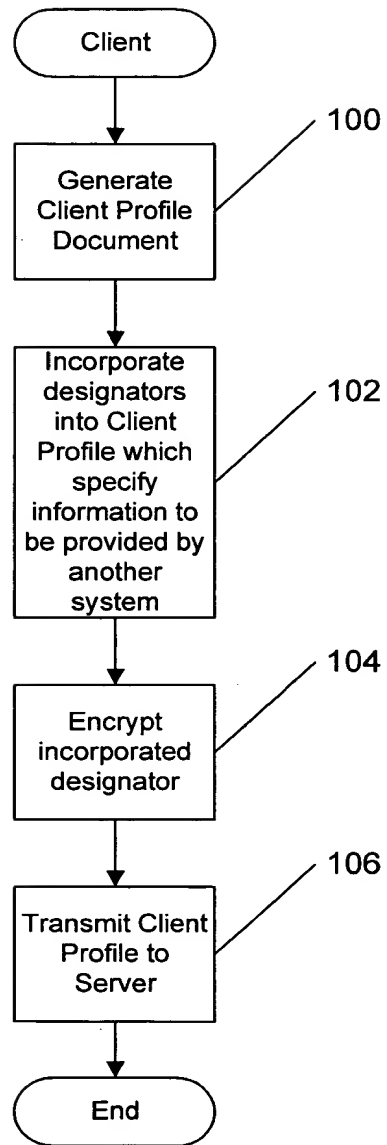 Client
100
Generate
Client Profile
Document
102
Incorporate
designators
into Client
Profile which
specify
information to
be provided by
another
system
104
Encrypt
incorporated
designator
106
Transmit Client
Profile to
Server
End